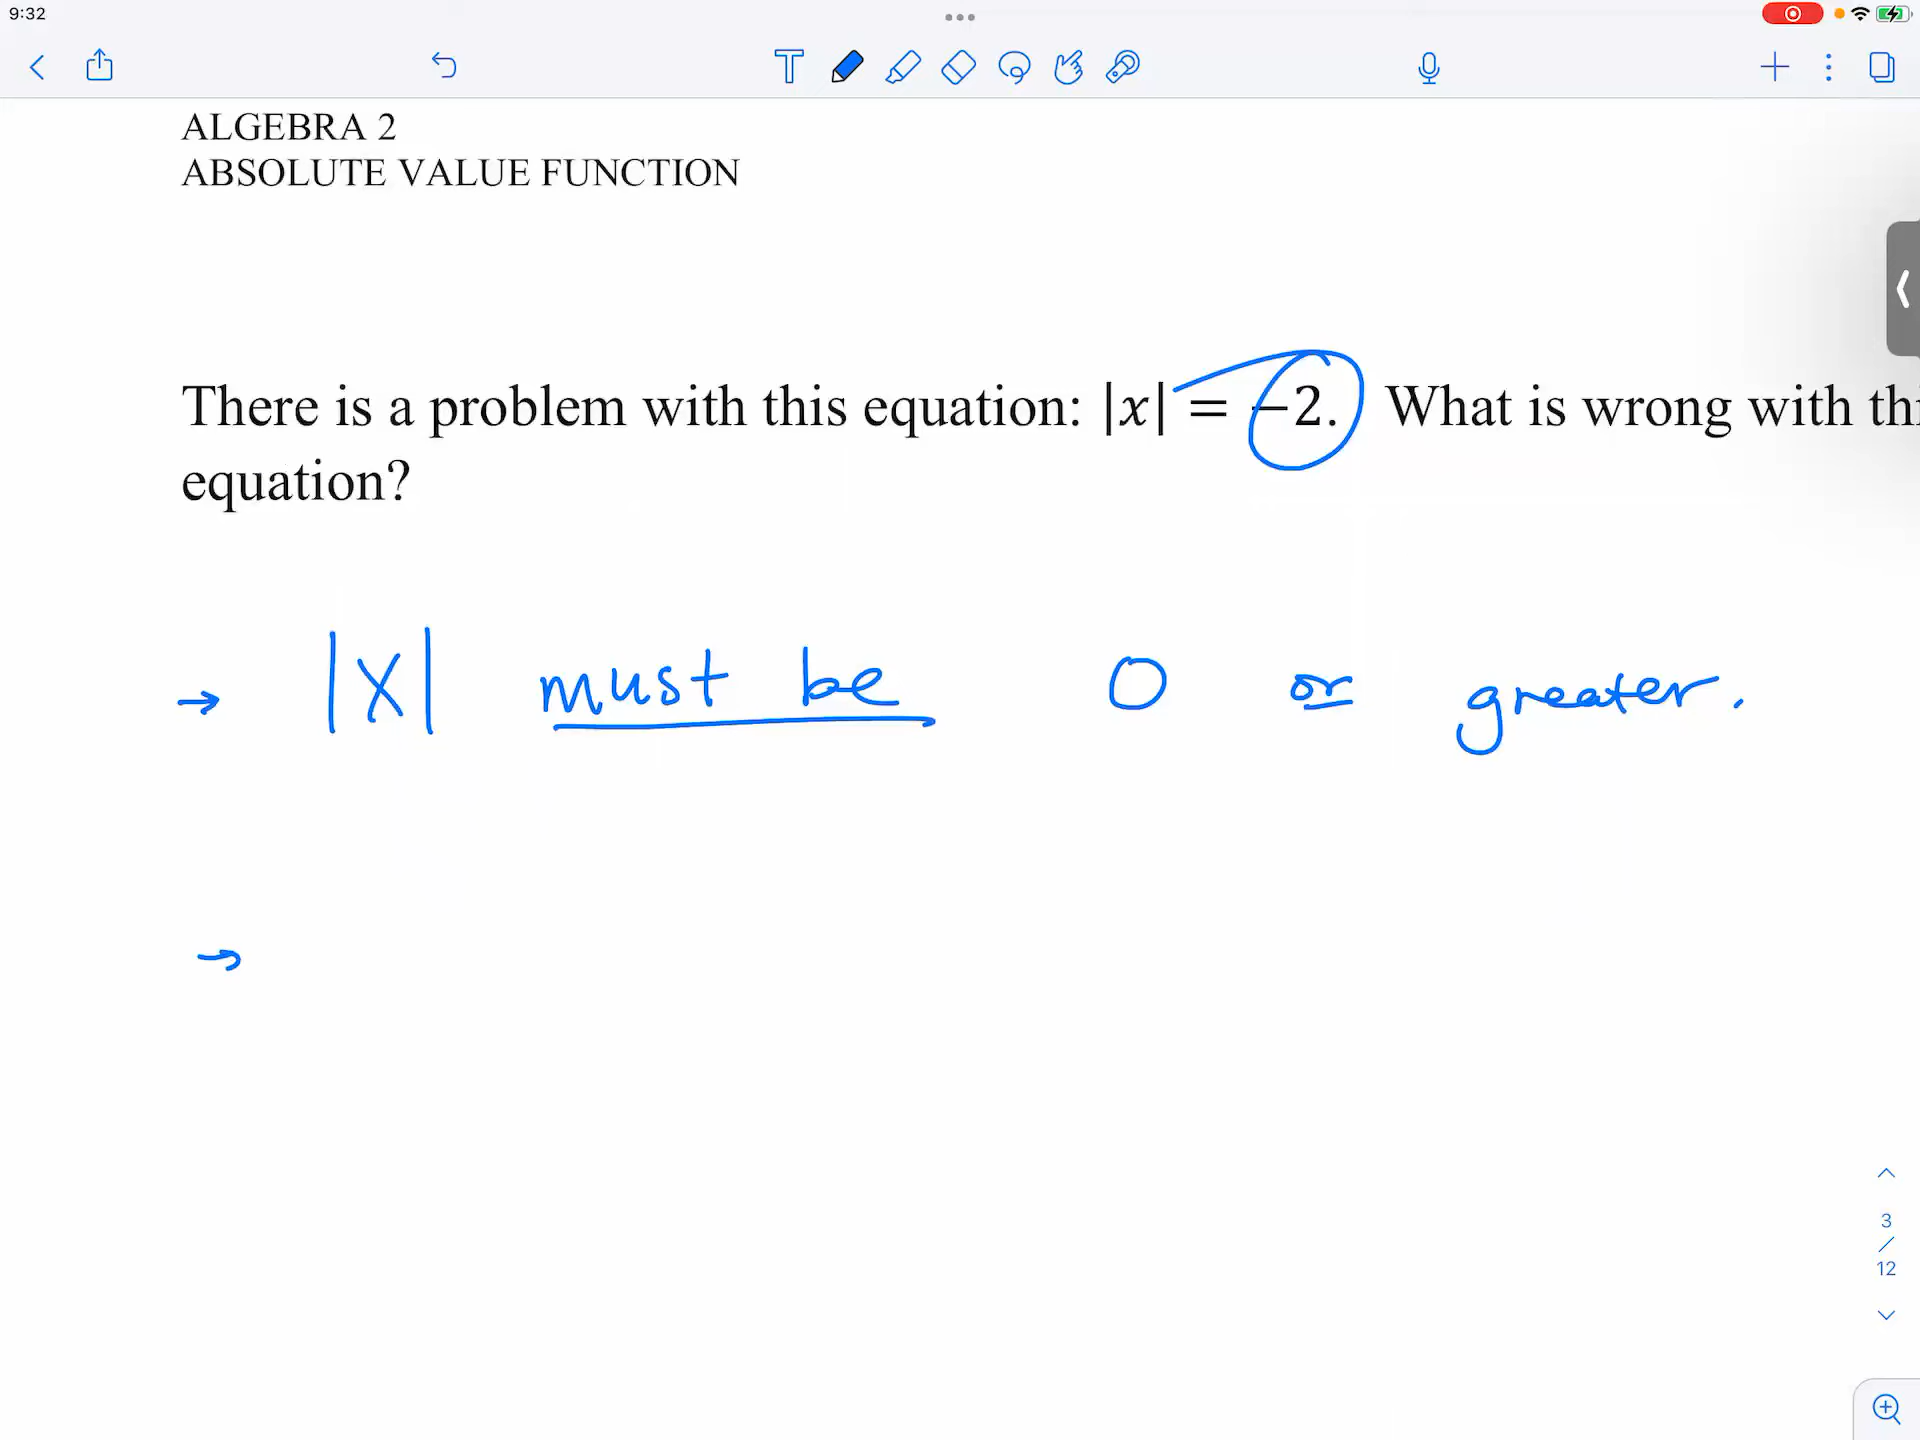 9:32
ALGEBRA 2
ABSOLUTE VALUE FUNCTION
There is a problem with this equation: |x| = −2. What is wrong with thi
equation?
→ |x| must be 0 or greater.
→
3
/
12